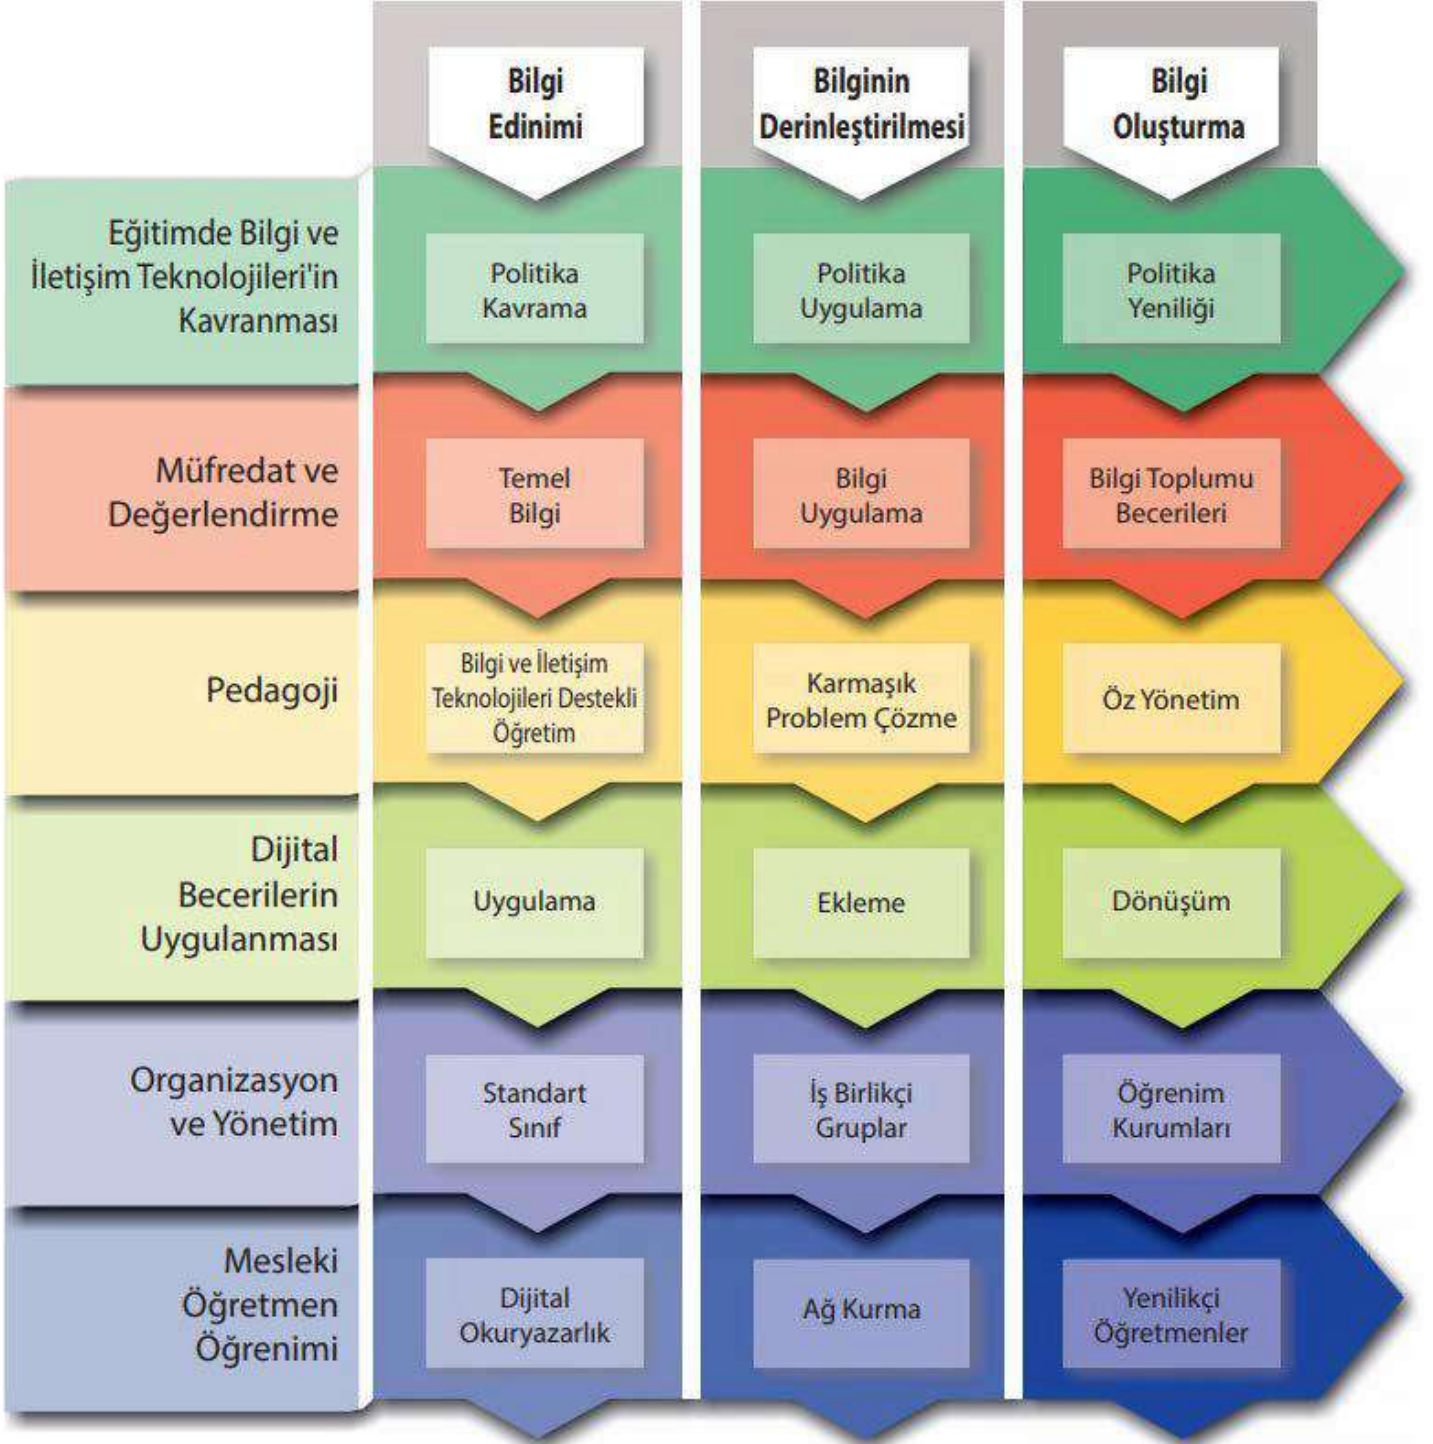 Bilgi
Edinimi
Bilginin
Derinleştirilmesi
Bilgi
Oluşturma
Eğitimde Bilgi ve
İletişim Teknolojileri'in
Kavranması
Politika
Kavrama
Politika
Uygulama
Politika
Yeniliği
Müfredat ve
Değerlendirme
Temel
Bilgi
Bilgi
Uygulama
Bilgi Toplumu
Becerileri
Pedagoji
Bilgi ve İletişim
Teknolojileri Destekli
Öğretim
Karmaşık
Problem Çözme
Öz Yönetim
Dijital
Becerilerin
Uygulanması
Uygulama
Ekleme
Dönüşüm
Organizasyon
ve Yönetim
Standart
Sınıf
İş Birlikçi
Gruplar
Öğrenim
Kurumları
Mesleki
Öğretmen
Öğrenimi
Dijital
Okuryazarlık
Ağ Kurma
Yenilikçi
Öğretmenler